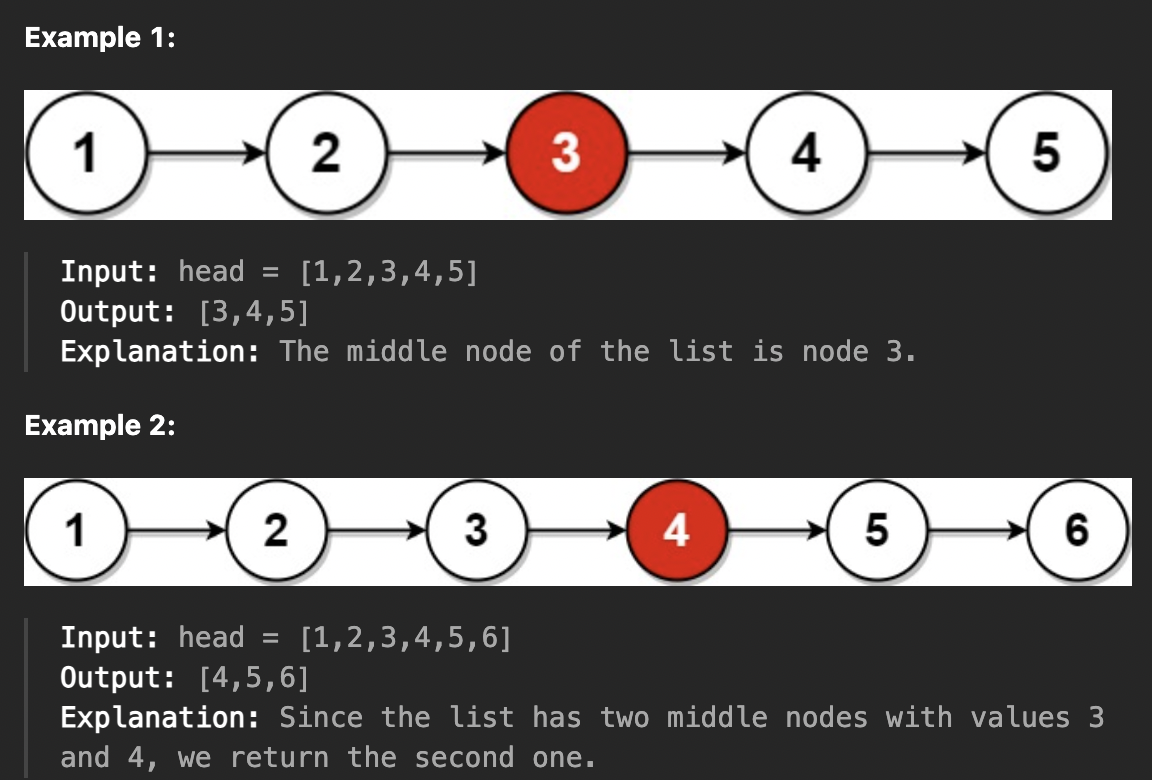 Example 1:
1 2 3 4 5
Input: head = [1,2,3,4,5]
Output: [3,4,5]
Explanation: The middle node of the list is node 3.
Example 2:
1 2 3 4 5 6
Input: head = [1,2,3,4,5,6]
Output: [4,5,6]
Explanation: Since the list has two middle nodes with values 3
and 4, we return the second one.